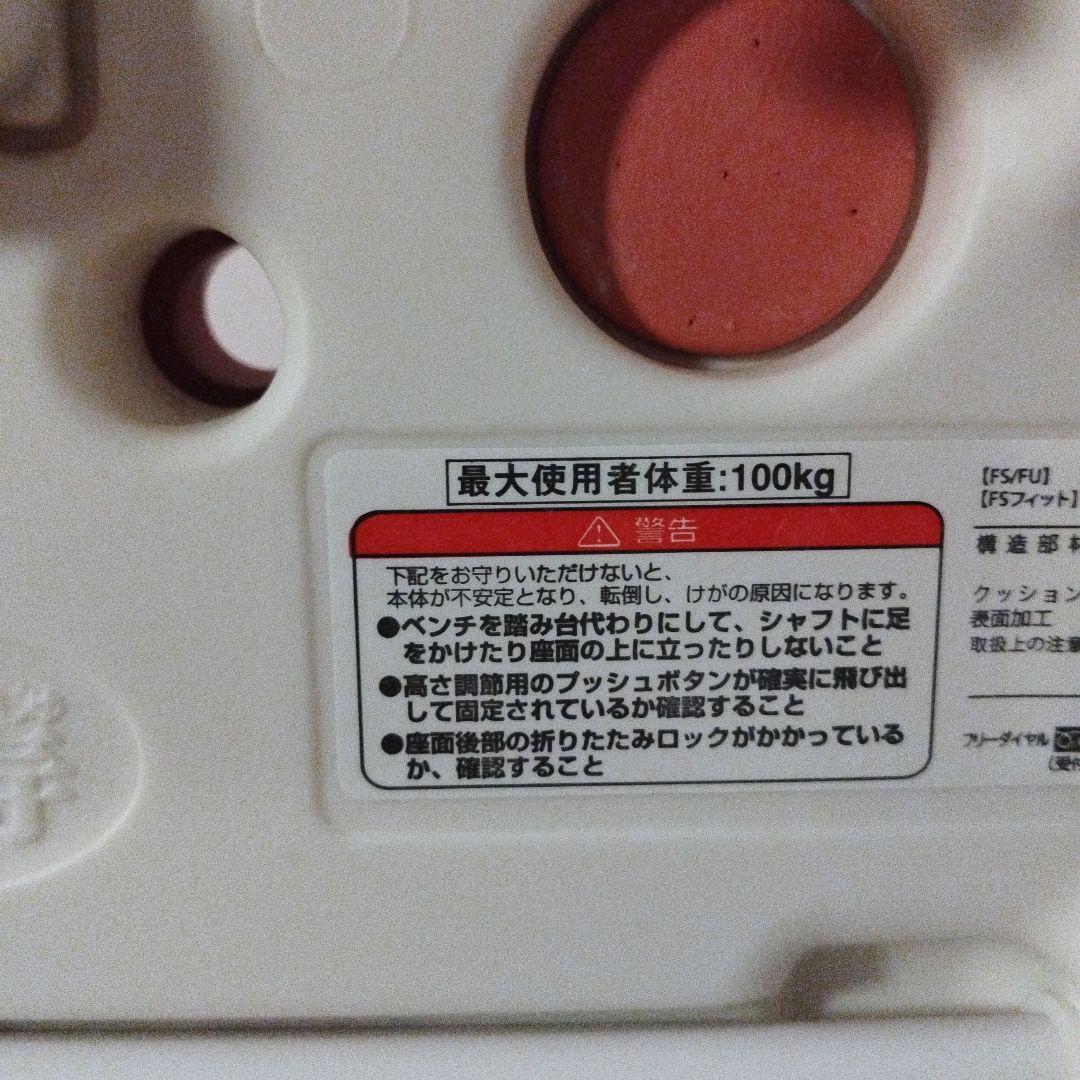 最大使用者体重:100kg
警告
下記をお守りいただけないと、
本体が不安定となり、転倒し、けがの原因になります。
●ベンチを踏み台代わりにして、シャフトに足
をかけたり座面の上に立ったりしないこと
●高さ調節用のプッシュボタンが確実に飛び出
して固定されているか確認すること
●座面後部の折りたたみロックがかかっている
か、確認すること
【FS/FU】
【FSフィット】
構造部材
クッション
表面加工
取扱上の注意
フリーダイヤル
(受付